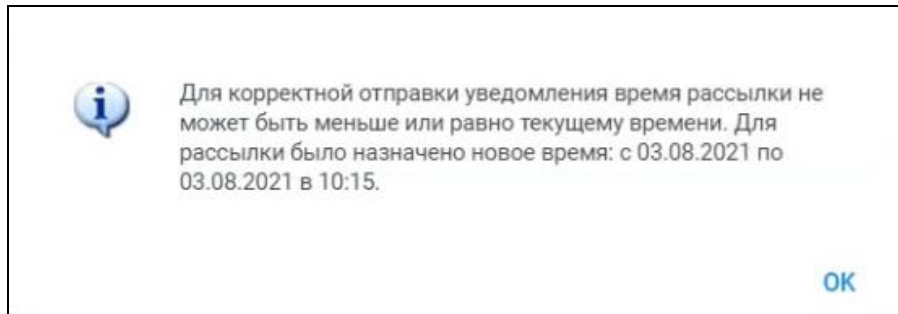 Для корректной отправки уведомления время рассылки не
может быть меньше или равно текущему времени. Для
рассылки было назначено новое время: с 03.08.2021 по
03.08.2021 в 10:15.
ОК